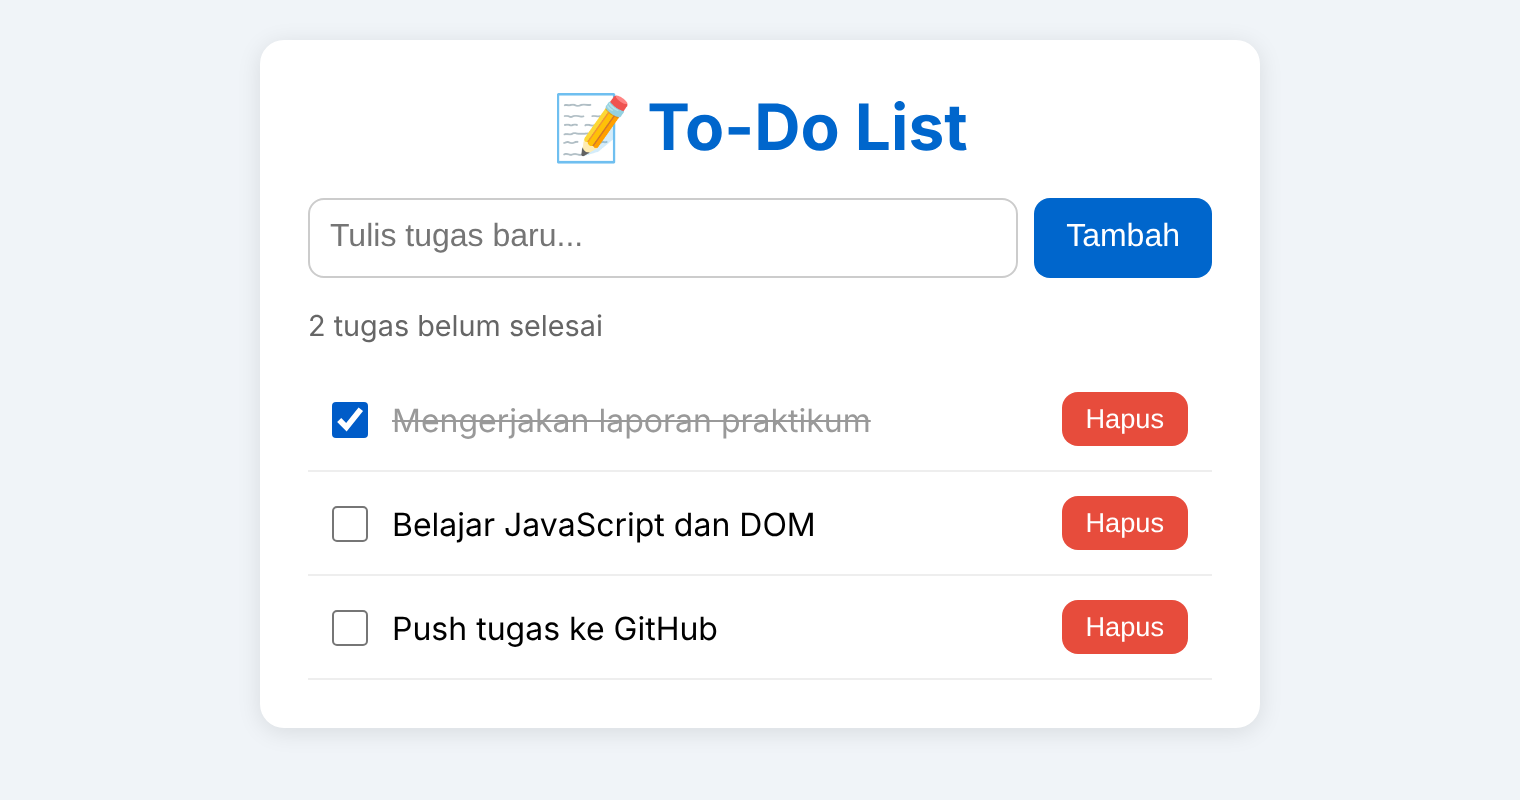 📝 To-Do List
Tulis tugas baru... Tambah
2 tugas belum selesai
Mengerjakan laporan praktikum Hapus
Belajar JavaScript dan DOM Hapus
Push tugas ke GitHub Hapus